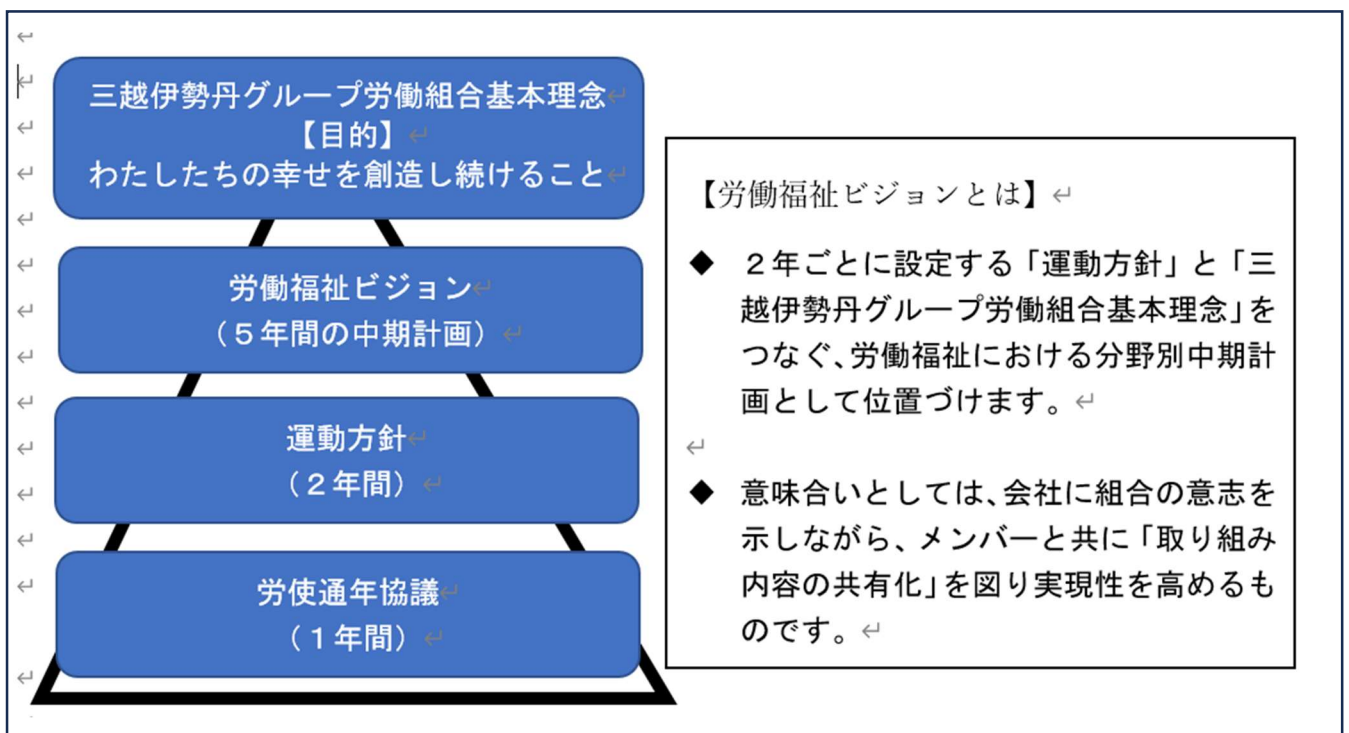 三越伊勢丹グループ労働組合基本理念
【目的】
わたしたちの幸せを創造し続けること
労働福祉ビジョン
（５年間の中期計画）
運動方針
（２年間）
労使通年協議
（１年間）
【労働福祉ビジョンとは】
◆ ２年ごとに設定する「運動方針」と「三
越伊勢丹グループ労働組合基本理念」を
つなぐ、労働福祉における分野別中期計
画として位置づけます。
◆ 意味合いとしては、会社に組合の意志を
示しながら、メンバーと共に「取り組み
内容の共有化」を図り実現性を高めるも
のです。